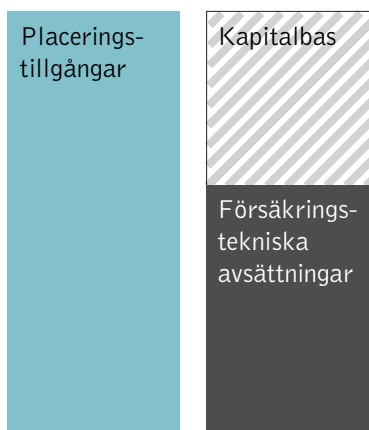 Placerings-
tillgångar
Kapitalbas
Försäkrings-
tekniska
avsättningar